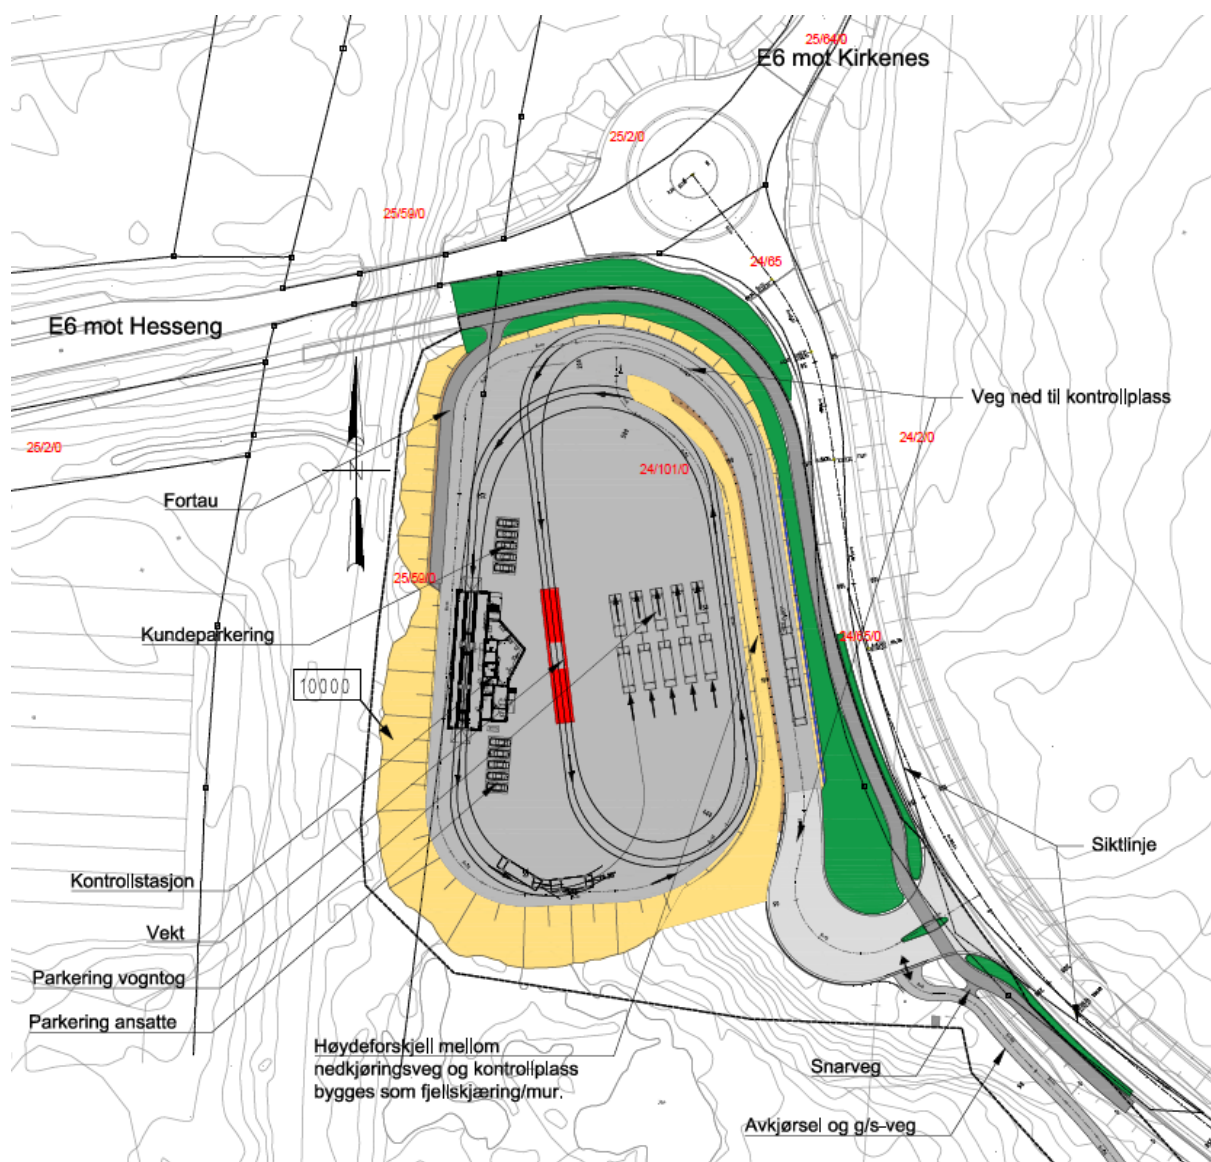 25/64/0
E6 mot Kirkenes
25/2/0
25/59/0
24/65
E6 mot Hesseng
Veg ned til kontrollplass
24/2/0
25/2/0
24/101/0
Fortau
25/59/0
Kundeparkering
24/65/0
10000
Siktlinje
Kontrollstasjon
Vekt
Parkering vogntog
Parkering ansatte
Høydeforskjell mellom
nedkjøringsveg og kontrollplass
bygges som fjellskjæring/mur.
Snarveg
Avkjørsel og g/s-veg